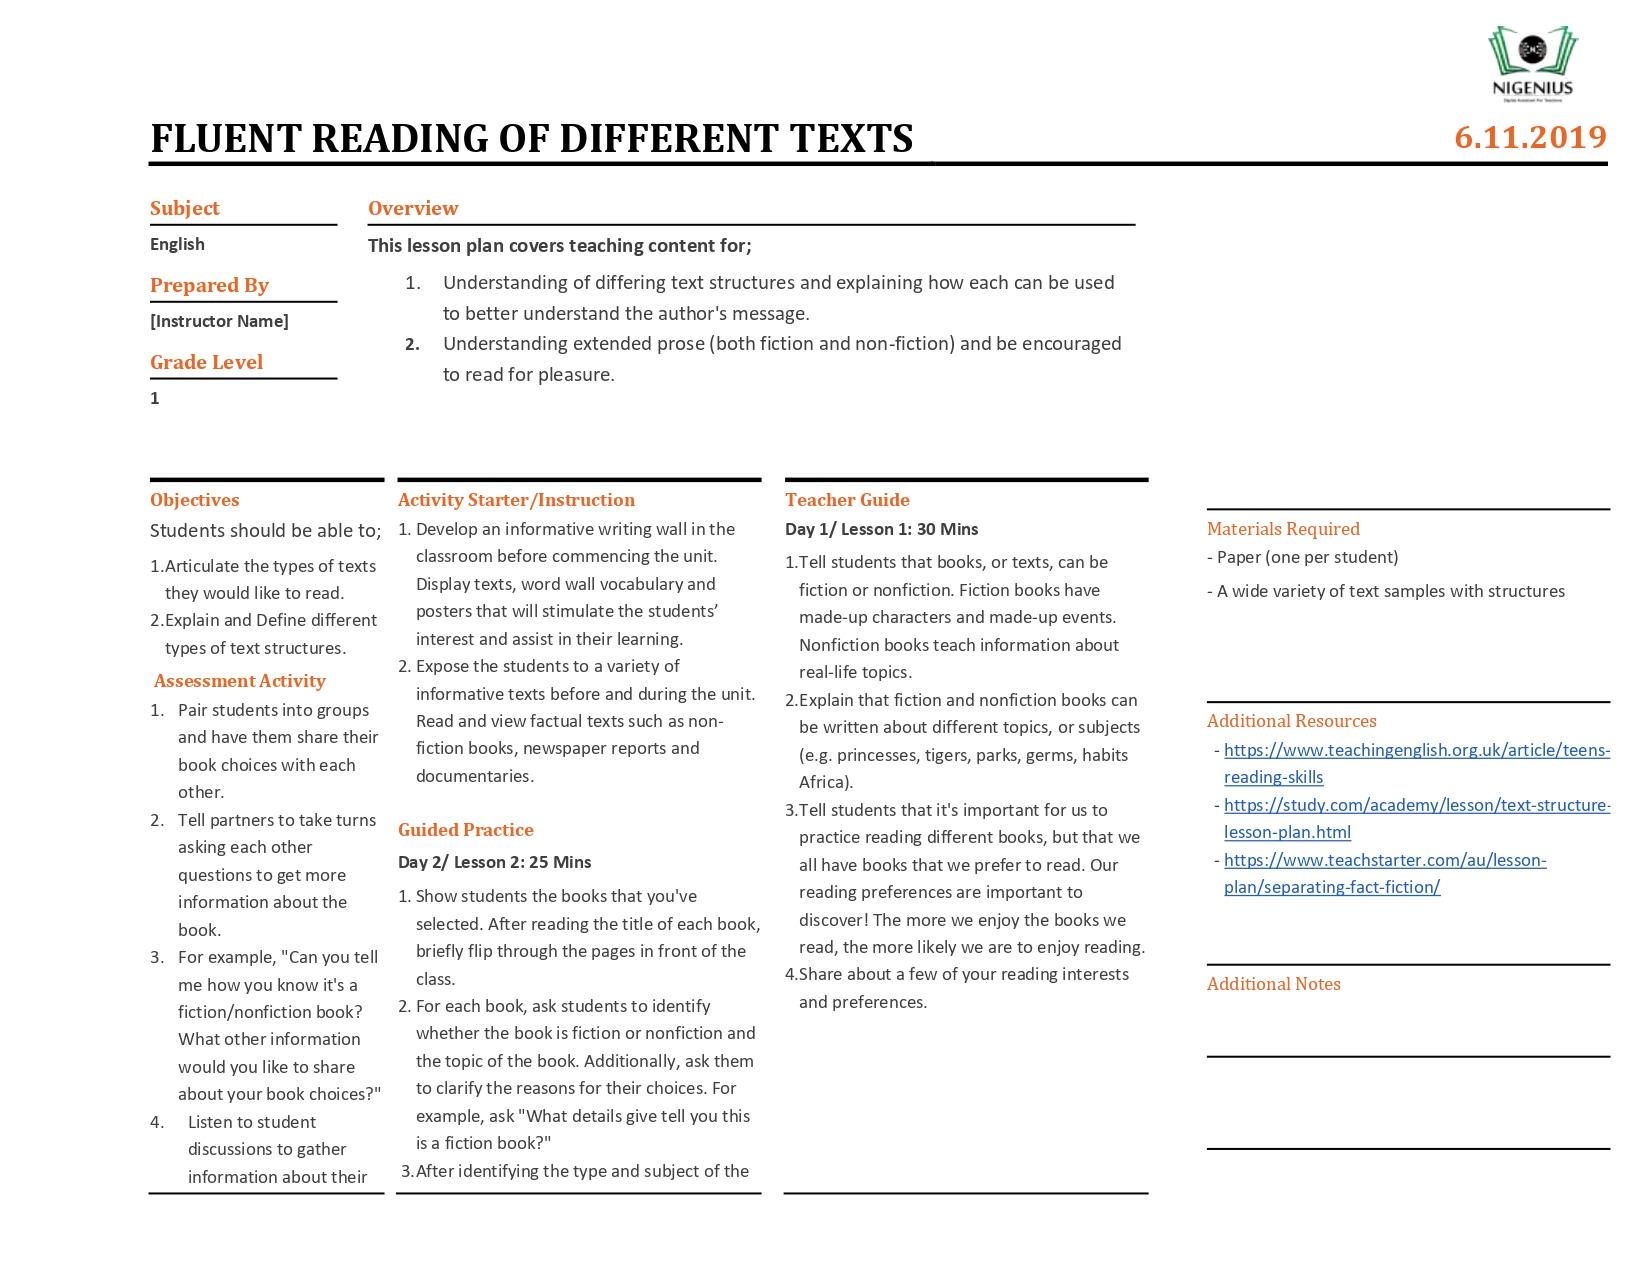 NIGENIUS
Digital Assistant For Teachers
FLUENT READING OF DIFFERENT TEXTS
6.11.2019
Subject
English
Prepared By
[Instructor Name]
Grade Level
1
Overview
This lesson plan covers teaching content for;
1. Understanding of differing text structures and explaining how each can be used
to better understand the author's message.
2. Understanding extended prose (both fiction and non-fiction) and be encouraged
to read for pleasure.
Objectives
Students should be able to;
1.Articulate the types of texts
they would like to read.
2.Explain and Define different
types of text structures.
Assessment Activity
1. Pair students into groups
and have them share their
book choices with each
other.
2. Tell partners to take turns
asking each other
questions to get more
information about the
book.
3. For example, "Can you tell
me how you know it's a
fiction/nonfiction book?
What other information
would you like to share
about your book choices?"
4. Listen to student
discussions to gather
information about their
Activity Starter/Instruction
1. Develop an informative writing wall in the
classroom before commencing the unit.
Display texts, word wall vocabulary and
posters that will stimulate the students’
interest and assist in their learning.
2. Expose the students to a variety of
informative texts before and during the unit.
Read and view factual texts such as non-
fiction books, newspaper reports and
documentaries.
Guided Practice
Day 2/ Lesson 2: 25 Mins
1. Show students the books that you've
selected. After reading the title of each book,
briefly flip through the pages in front of the
class.
2. For each book, ask students to identify
whether the book is fiction or nonfiction and
the topic of the book. Additionally, ask them
to clarify the reasons for their choices. For
example, ask "What details give tell you this
is a fiction book?"
3.After identifying the type and subject of the
Teacher Guide
Day 1/ Lesson 1: 30 Mins
1.Tell students that books, or texts, can be
fiction or nonfiction. Fiction books have
made-up characters and made-up events.
Nonfiction books teach information about
real-life topics.
2.Explain that fiction and nonfiction books can
be written about different topics, or subjects
(e.g. princesses, tigers, parks, germs, habits
Africa).
3.Tell students that it's important for us to
practice reading different books, but that we
all have books that we prefer to read. Our
reading preferences are important to
discover! The more we enjoy the books we
read, the more likely we are to enjoy reading.
4.Share about a few of your reading interests
and preferences.
Materials Required
- Paper (one per student)
- A wide variety of text samples with structures
Additional Resources
- https://www.teachingenglish.org.uk/article/teens-
reading-skills
- https://study.com/academy/lesson/text-structure-
lesson-plan.html
- https://www.teachstarter.com/au/lesson-
plan/separating-fact-fiction/
Additional Notes